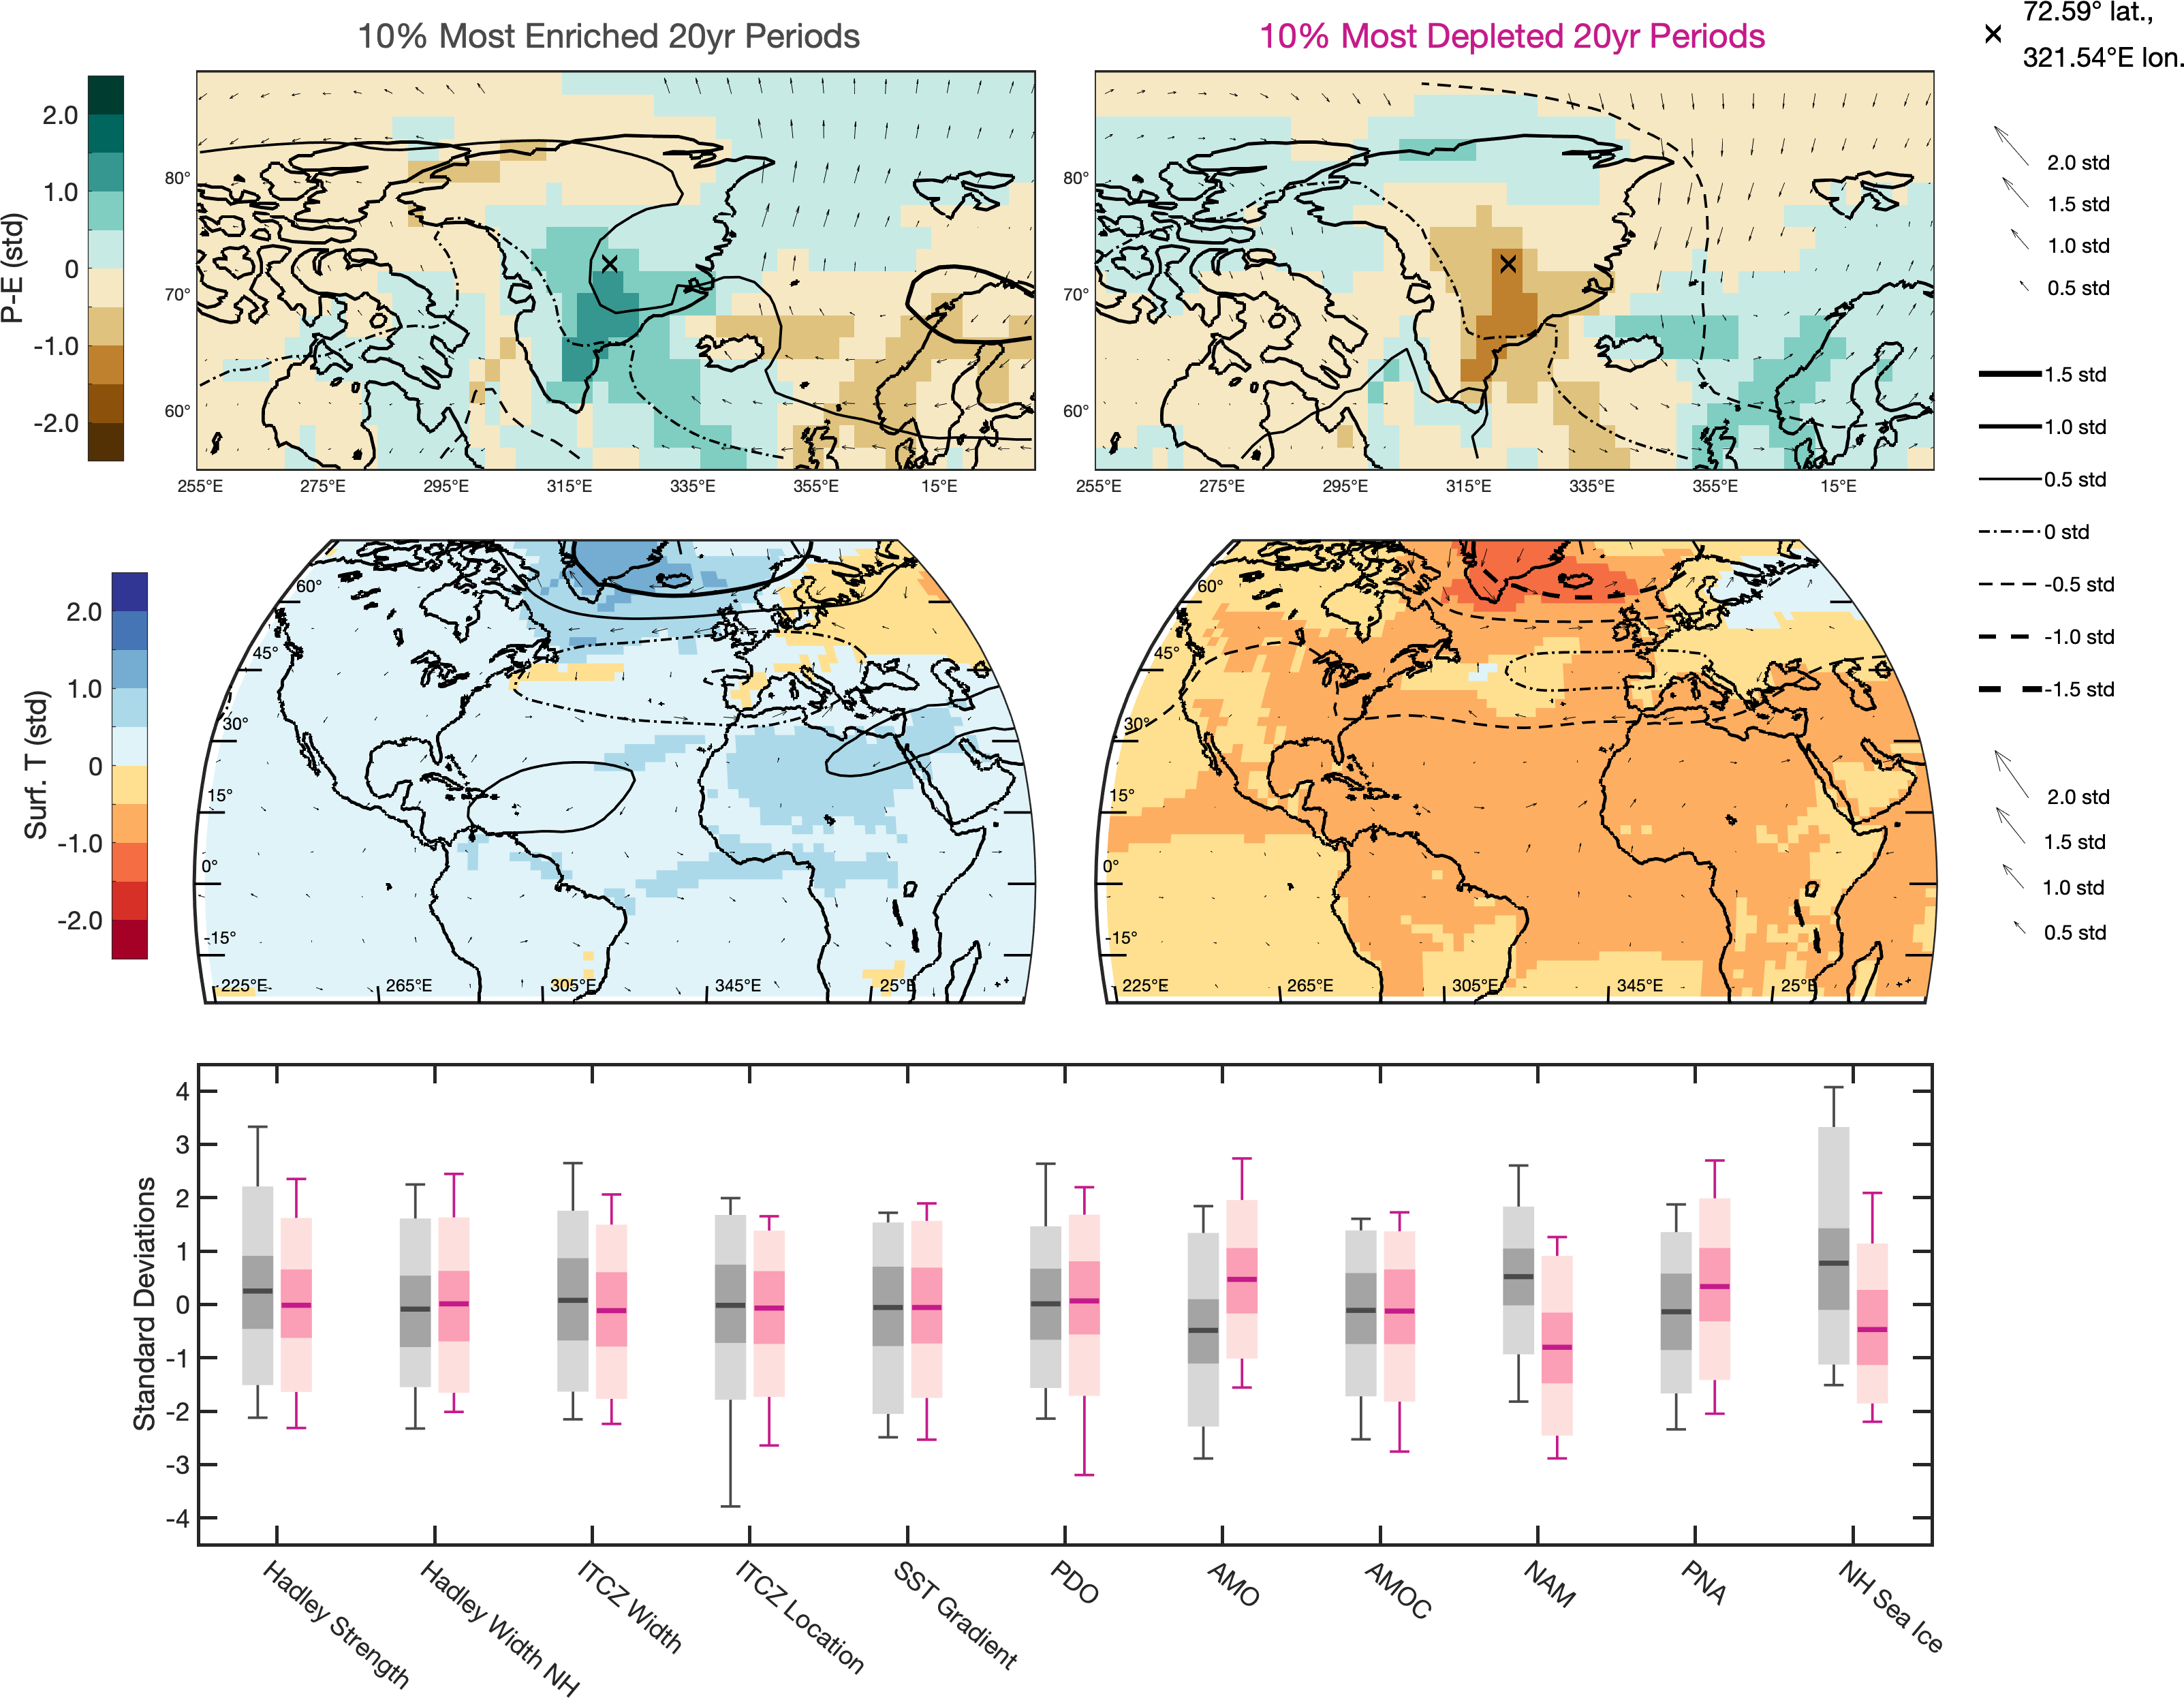 10% Most Enriched 20yr Periods
10% Most Depleted 20yr Periods
72.59° lat.,
321.54°E lon.
P-E (std)
2.0
1.0
0
-1.0
-2.0
80°
70°
60°
255°E 275°E 295°E 315°E 335°E 355°E 15°E
80°
70°
60°
255°E 275°E 295°E 315°E 335°E 355°E 15°E
2.0 std
1.5 std
1.0 std
0.5 std
1.5 std
1.0 std
0.5 std
0 std
-0.5 std
-1.0 std
-1.5 std
Surf. T (std)
2.0
1.0
0
-1.0
-2.0
60°
45°
30°
15°
0°
-15°
225°E 265°E 305°E 345°E 25°E
60°
45°
30°
15°
0°
-15°
225°E 265°E 305°E 345°E 25°E
2.0 std
1.5 std
1.0 std
0.5 std
Standard Deviations
4
3
2
1
0
-1
-2
-3
-4
Hadley Strength
Hadley Width NH
ITCZ Width
ITCZ Location
SST Gradient
PDO
AMO
AMOC
NAM
PNA
NH Sea Ice